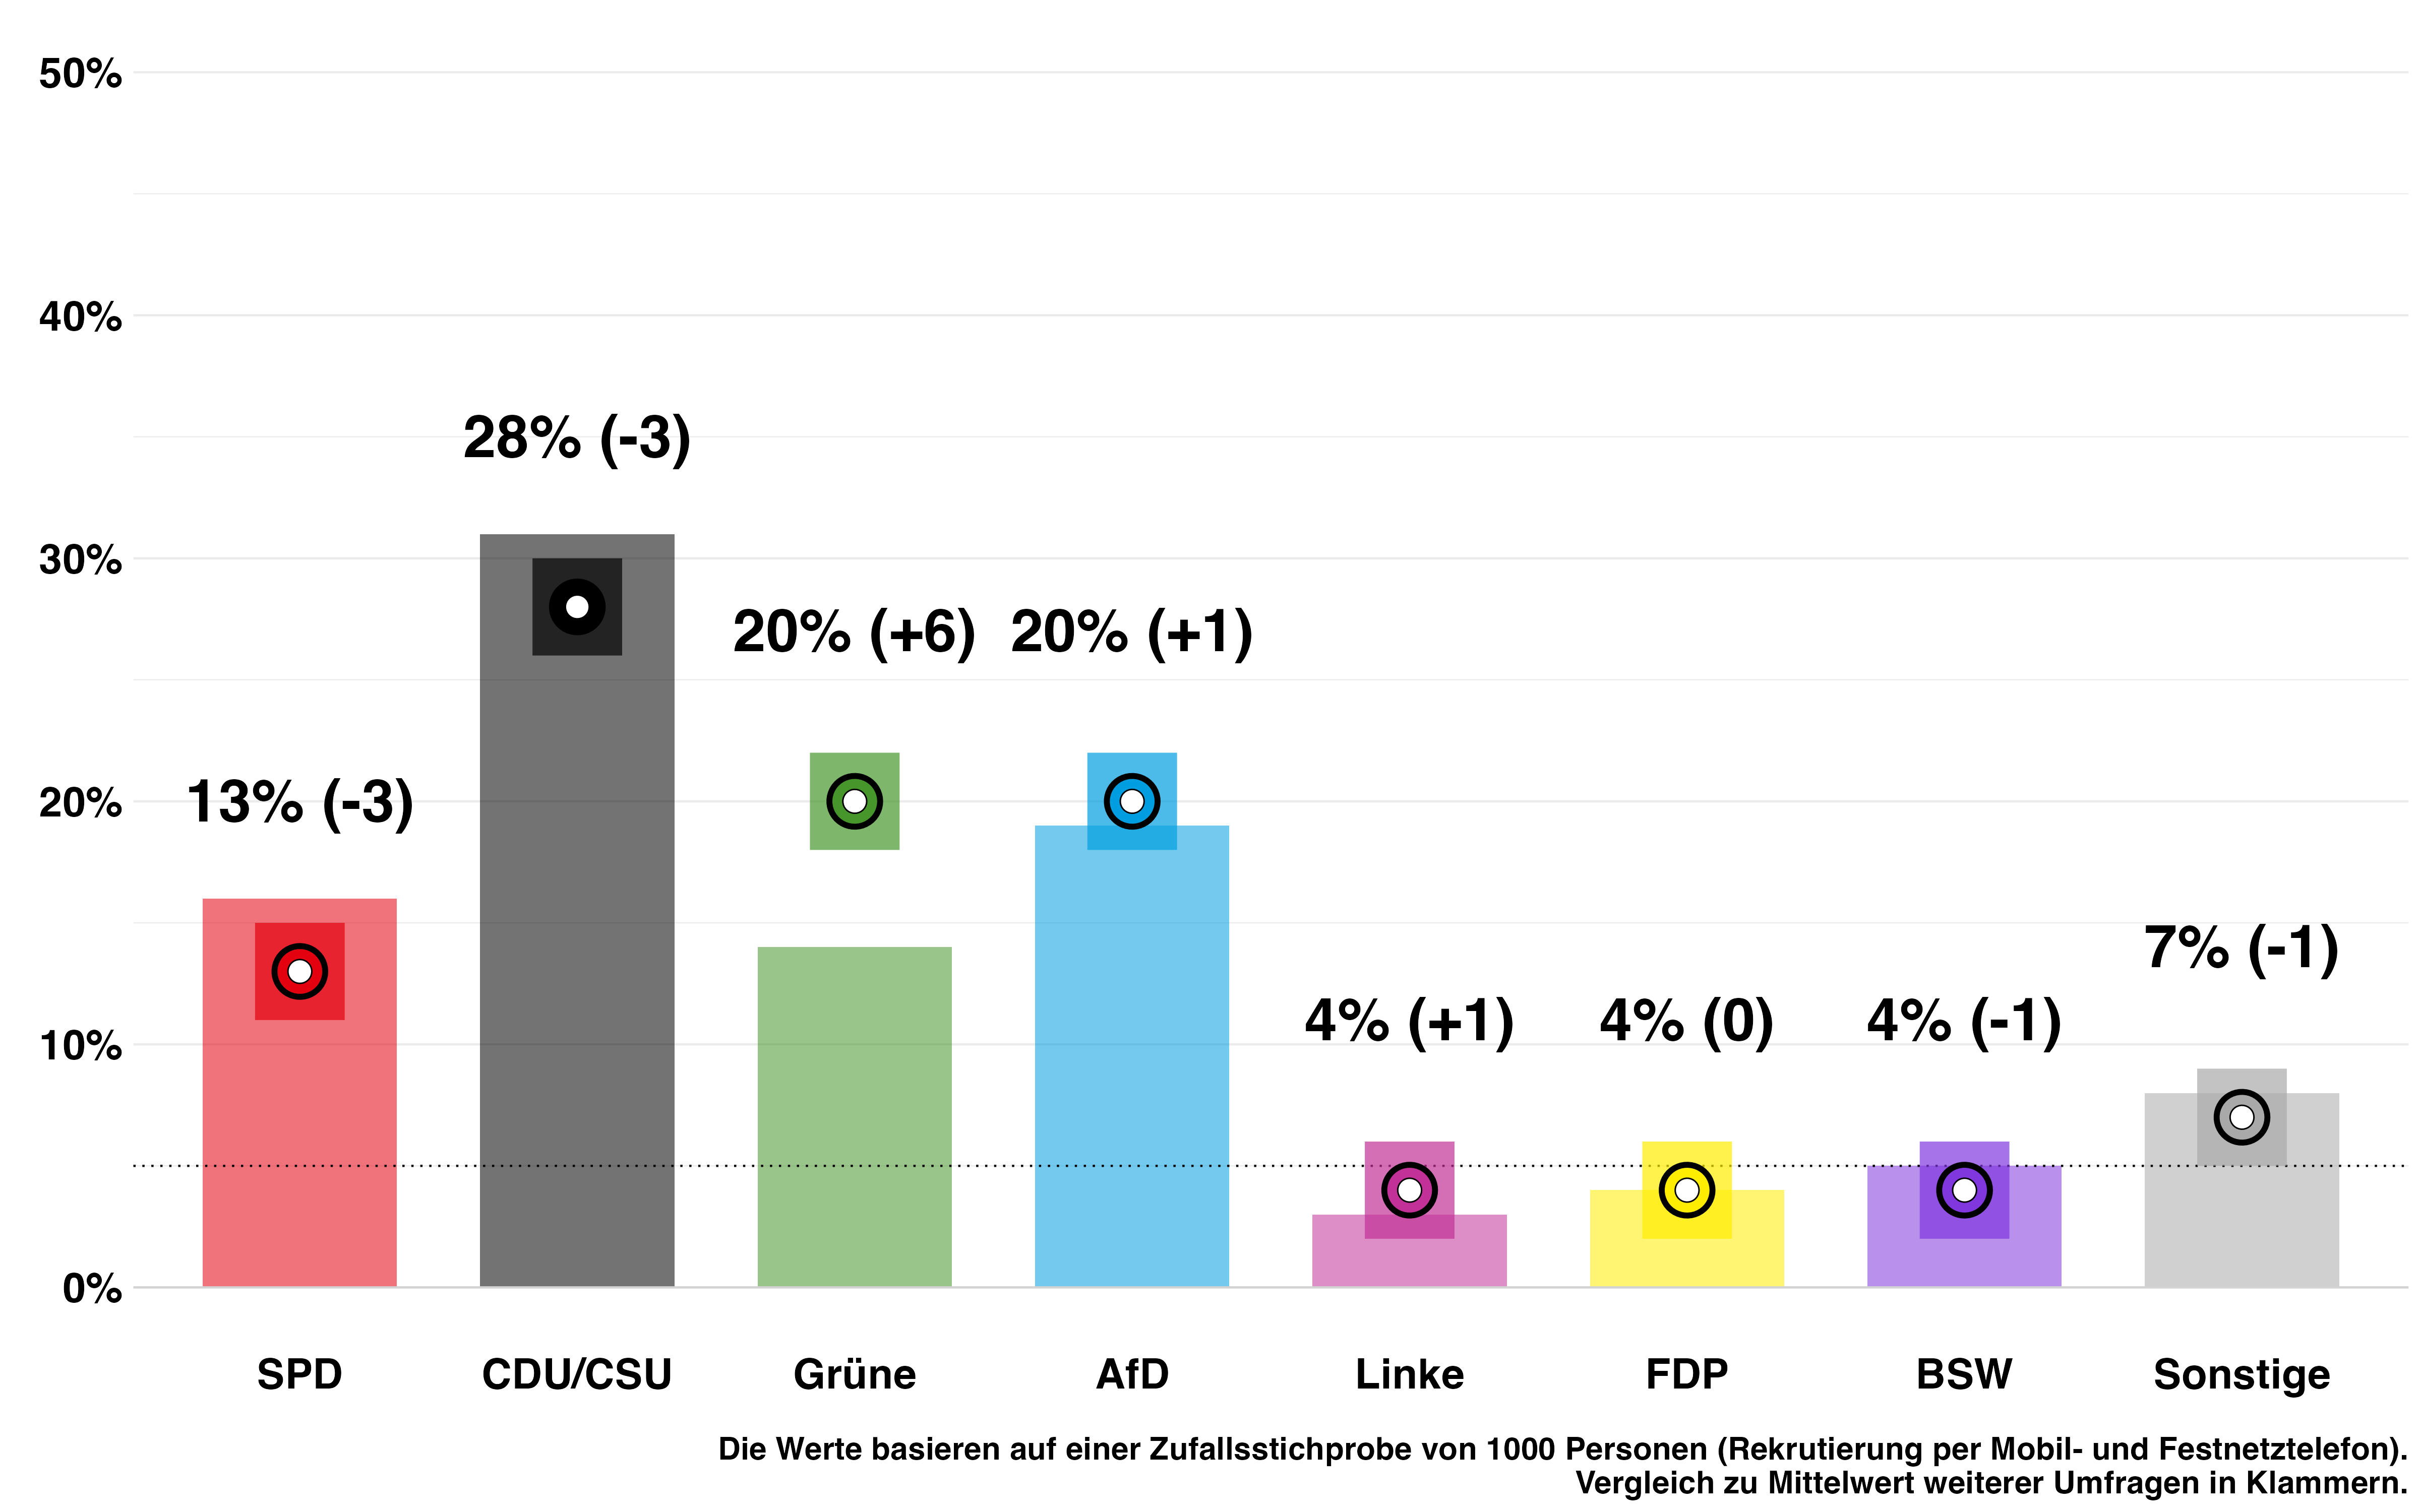 50%
40%
30%
20%
10%
0%
13% (-3)
28% (-3)
20% (+6)
20% (+1)
4% (+1)
4% (0)
4% (-1)
7% (-1)
SPD
CDU/CSU
Grüne
AfD
Linke
FDP
BSW
Sonstige
Die Werte basieren auf einer Zufallsstichprobe von 1000 Personen (Rekrutierung per Mobil- und Festnetztelefon).
Vergleich zu Mittelwert weiterer Umfragen in Klammern.